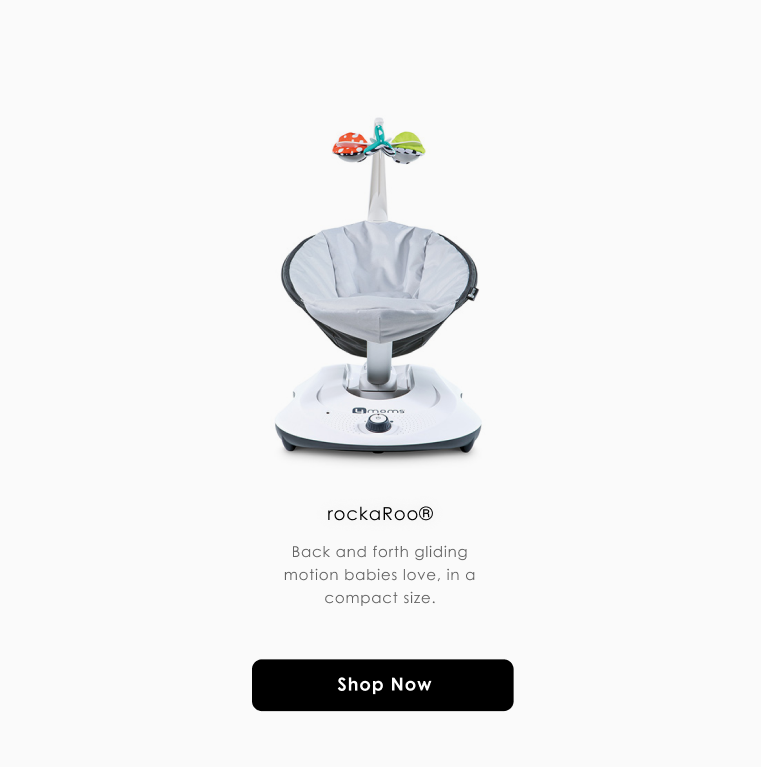 4moms
rockaRoo®
Back and forth gliding
motion babies love, in a
compact size.
Shop Now